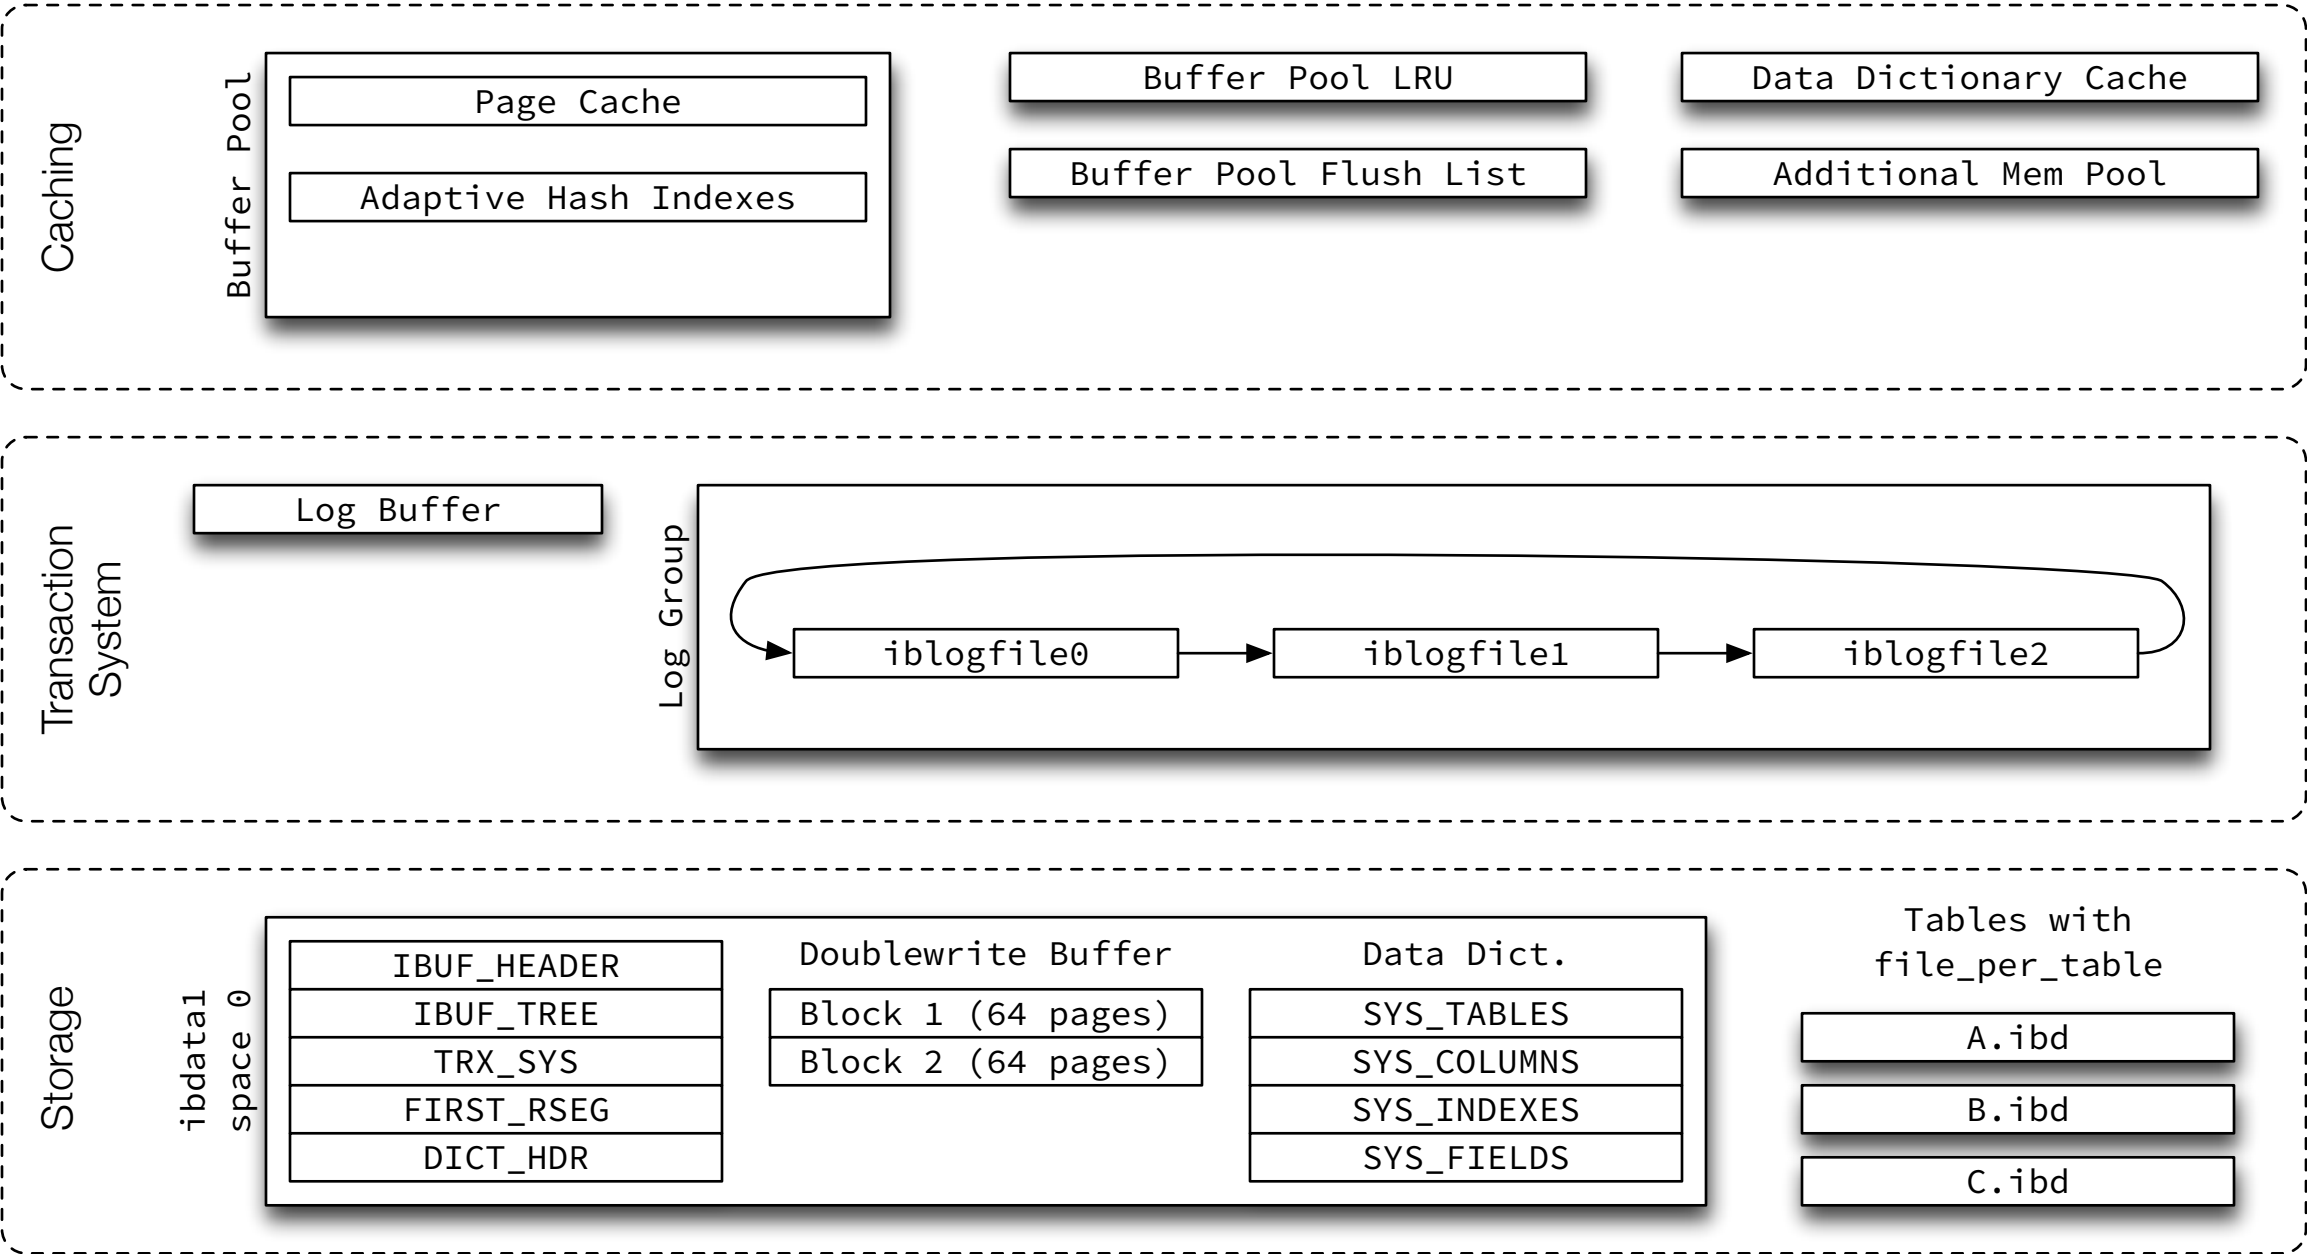 Caching
Buffer Pool
Page Cache
Adaptive Hash Indexes
Buffer Pool LRU
Buffer Pool Flush List
Data Dictionary Cache
Additional Mem Pool
Transaction
System
Log Buffer
Log Group
iblogfile0
iblogfile1
iblogfile2
Storage
ibdata1
space 0
IBUF_HEADER
IBUF_TREE
TRX_SYS
FIRST_RSEG
DICT_HDR
Doublewrite Buffer
Block 1 (64 pages)
Block 2 (64 pages)
Data Dict.
SYS_TABLES
SYS_COLUMNS
SYS_INDEXES
SYS_FIELDS
Tables with
file_per_table
A.ibd
B.ibd
C.ibd